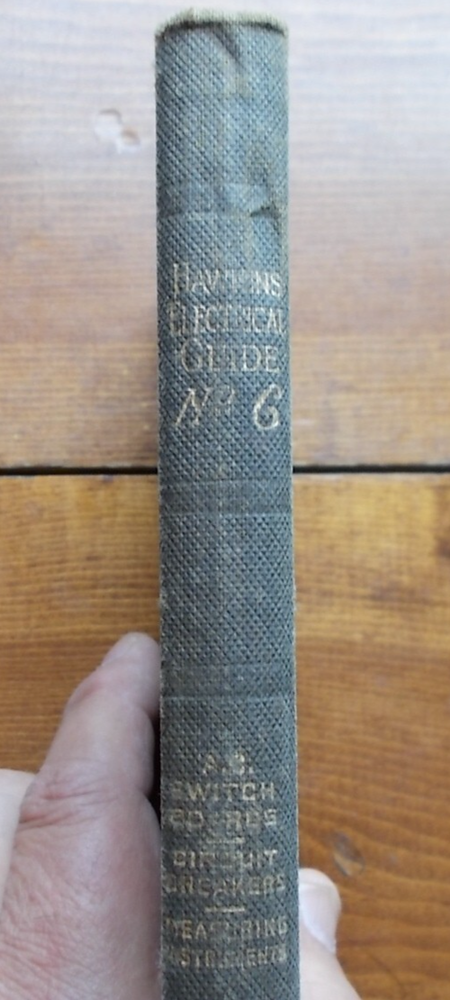 HAWKINS
ELECTRICAL
GUIDE
No 6
A.C.
SWITCH
BOARDS
CIRCUIT
BREAKERS
MEASURING
INSTRUMENTS